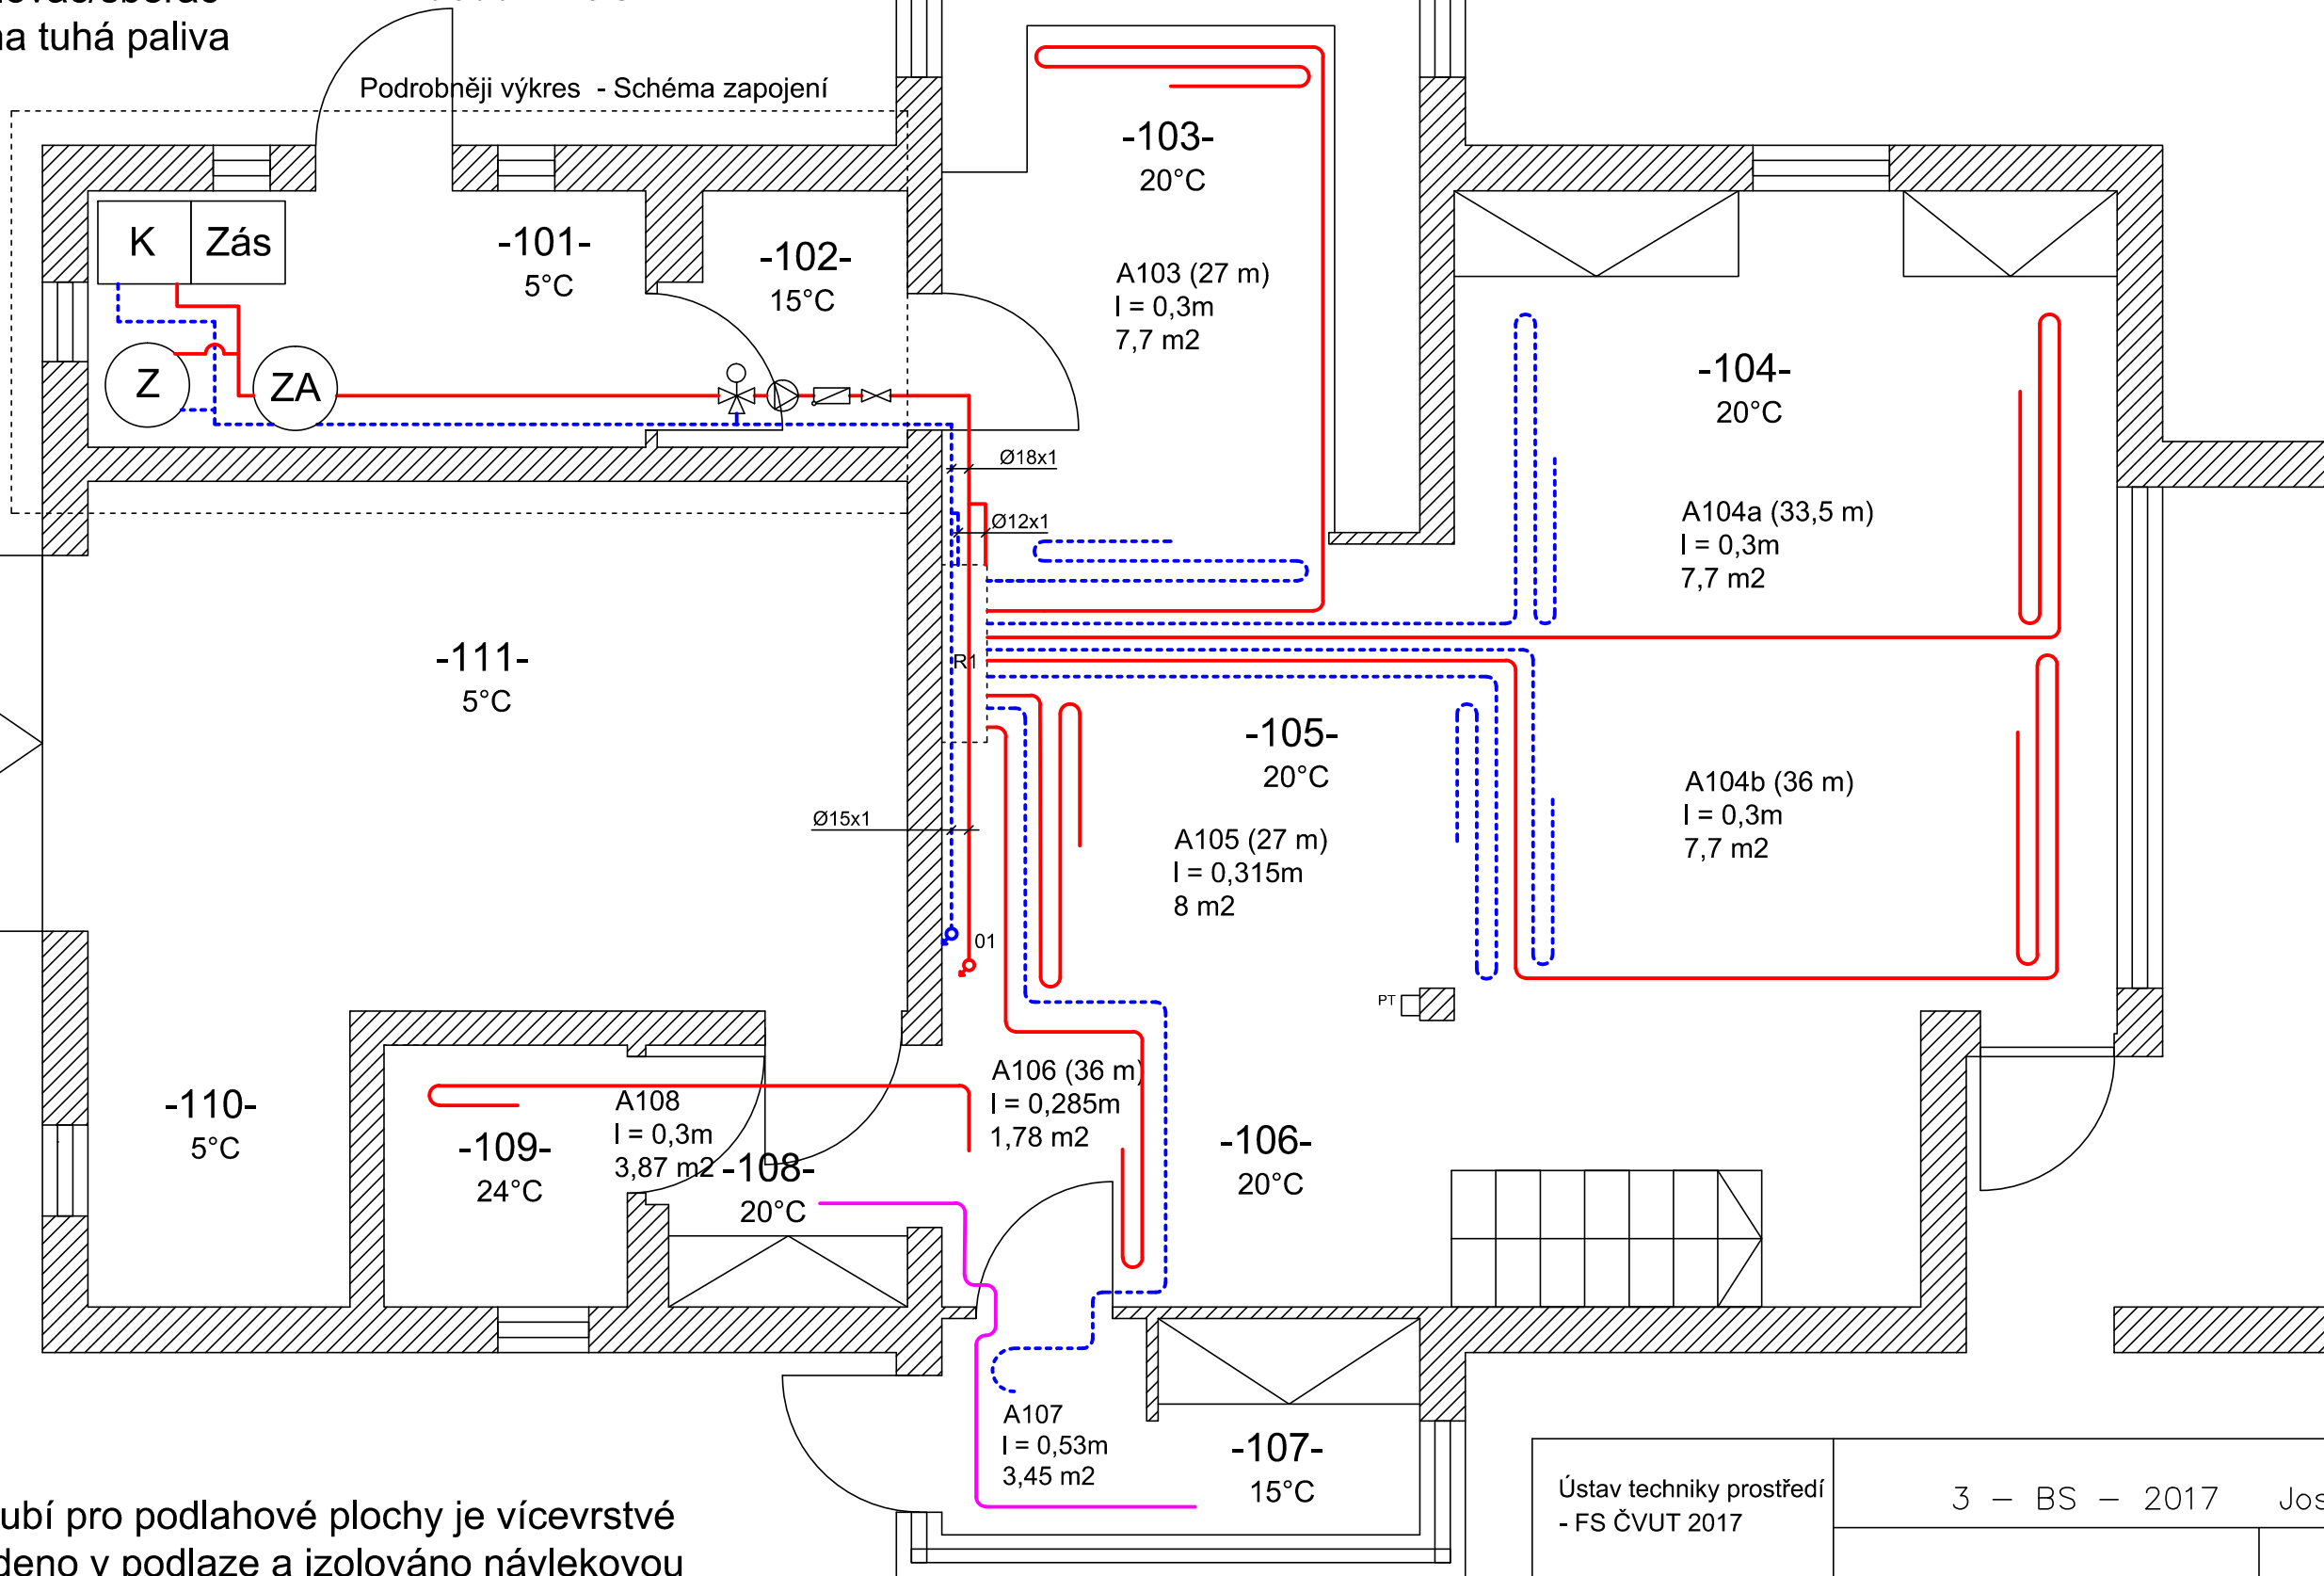 na tuhá paliva
Podrobněji výkres - Schéma zapojení
K
Zás
-101-
5°C
-102-
15°C
Z
ZA
-103-
20°C
A103 (27 m)
l = 0,3m
7,7 m2
-104-
20°C
A104a (33,5 m)
l = 0,3m
7,7 m2
Ø18x1
Ø12x1
R1
-111-
5°C
-105-
20°C
A105 (27 m)
l = 0,315m
8 m2
A104b (36 m)
l = 0,3m
7,7 m2
Ø15x1
01
PT
-110-
5°C
-109-
24°C
A108
l = 0,3m
3,87 m2
-108-
20°C
A106 (36 m)
l = 0,285m
1,78 m2
-106-
20°C
A107
l = 0,53m
3,45 m2
-107-
15°C
ubí pro podlahové plochy je vícevrstvé
deno v podlaze a izolováno návlekovou
Ústav techniky prostředí
- FS ČVUT 2017
3 - BS - 2017
Jos